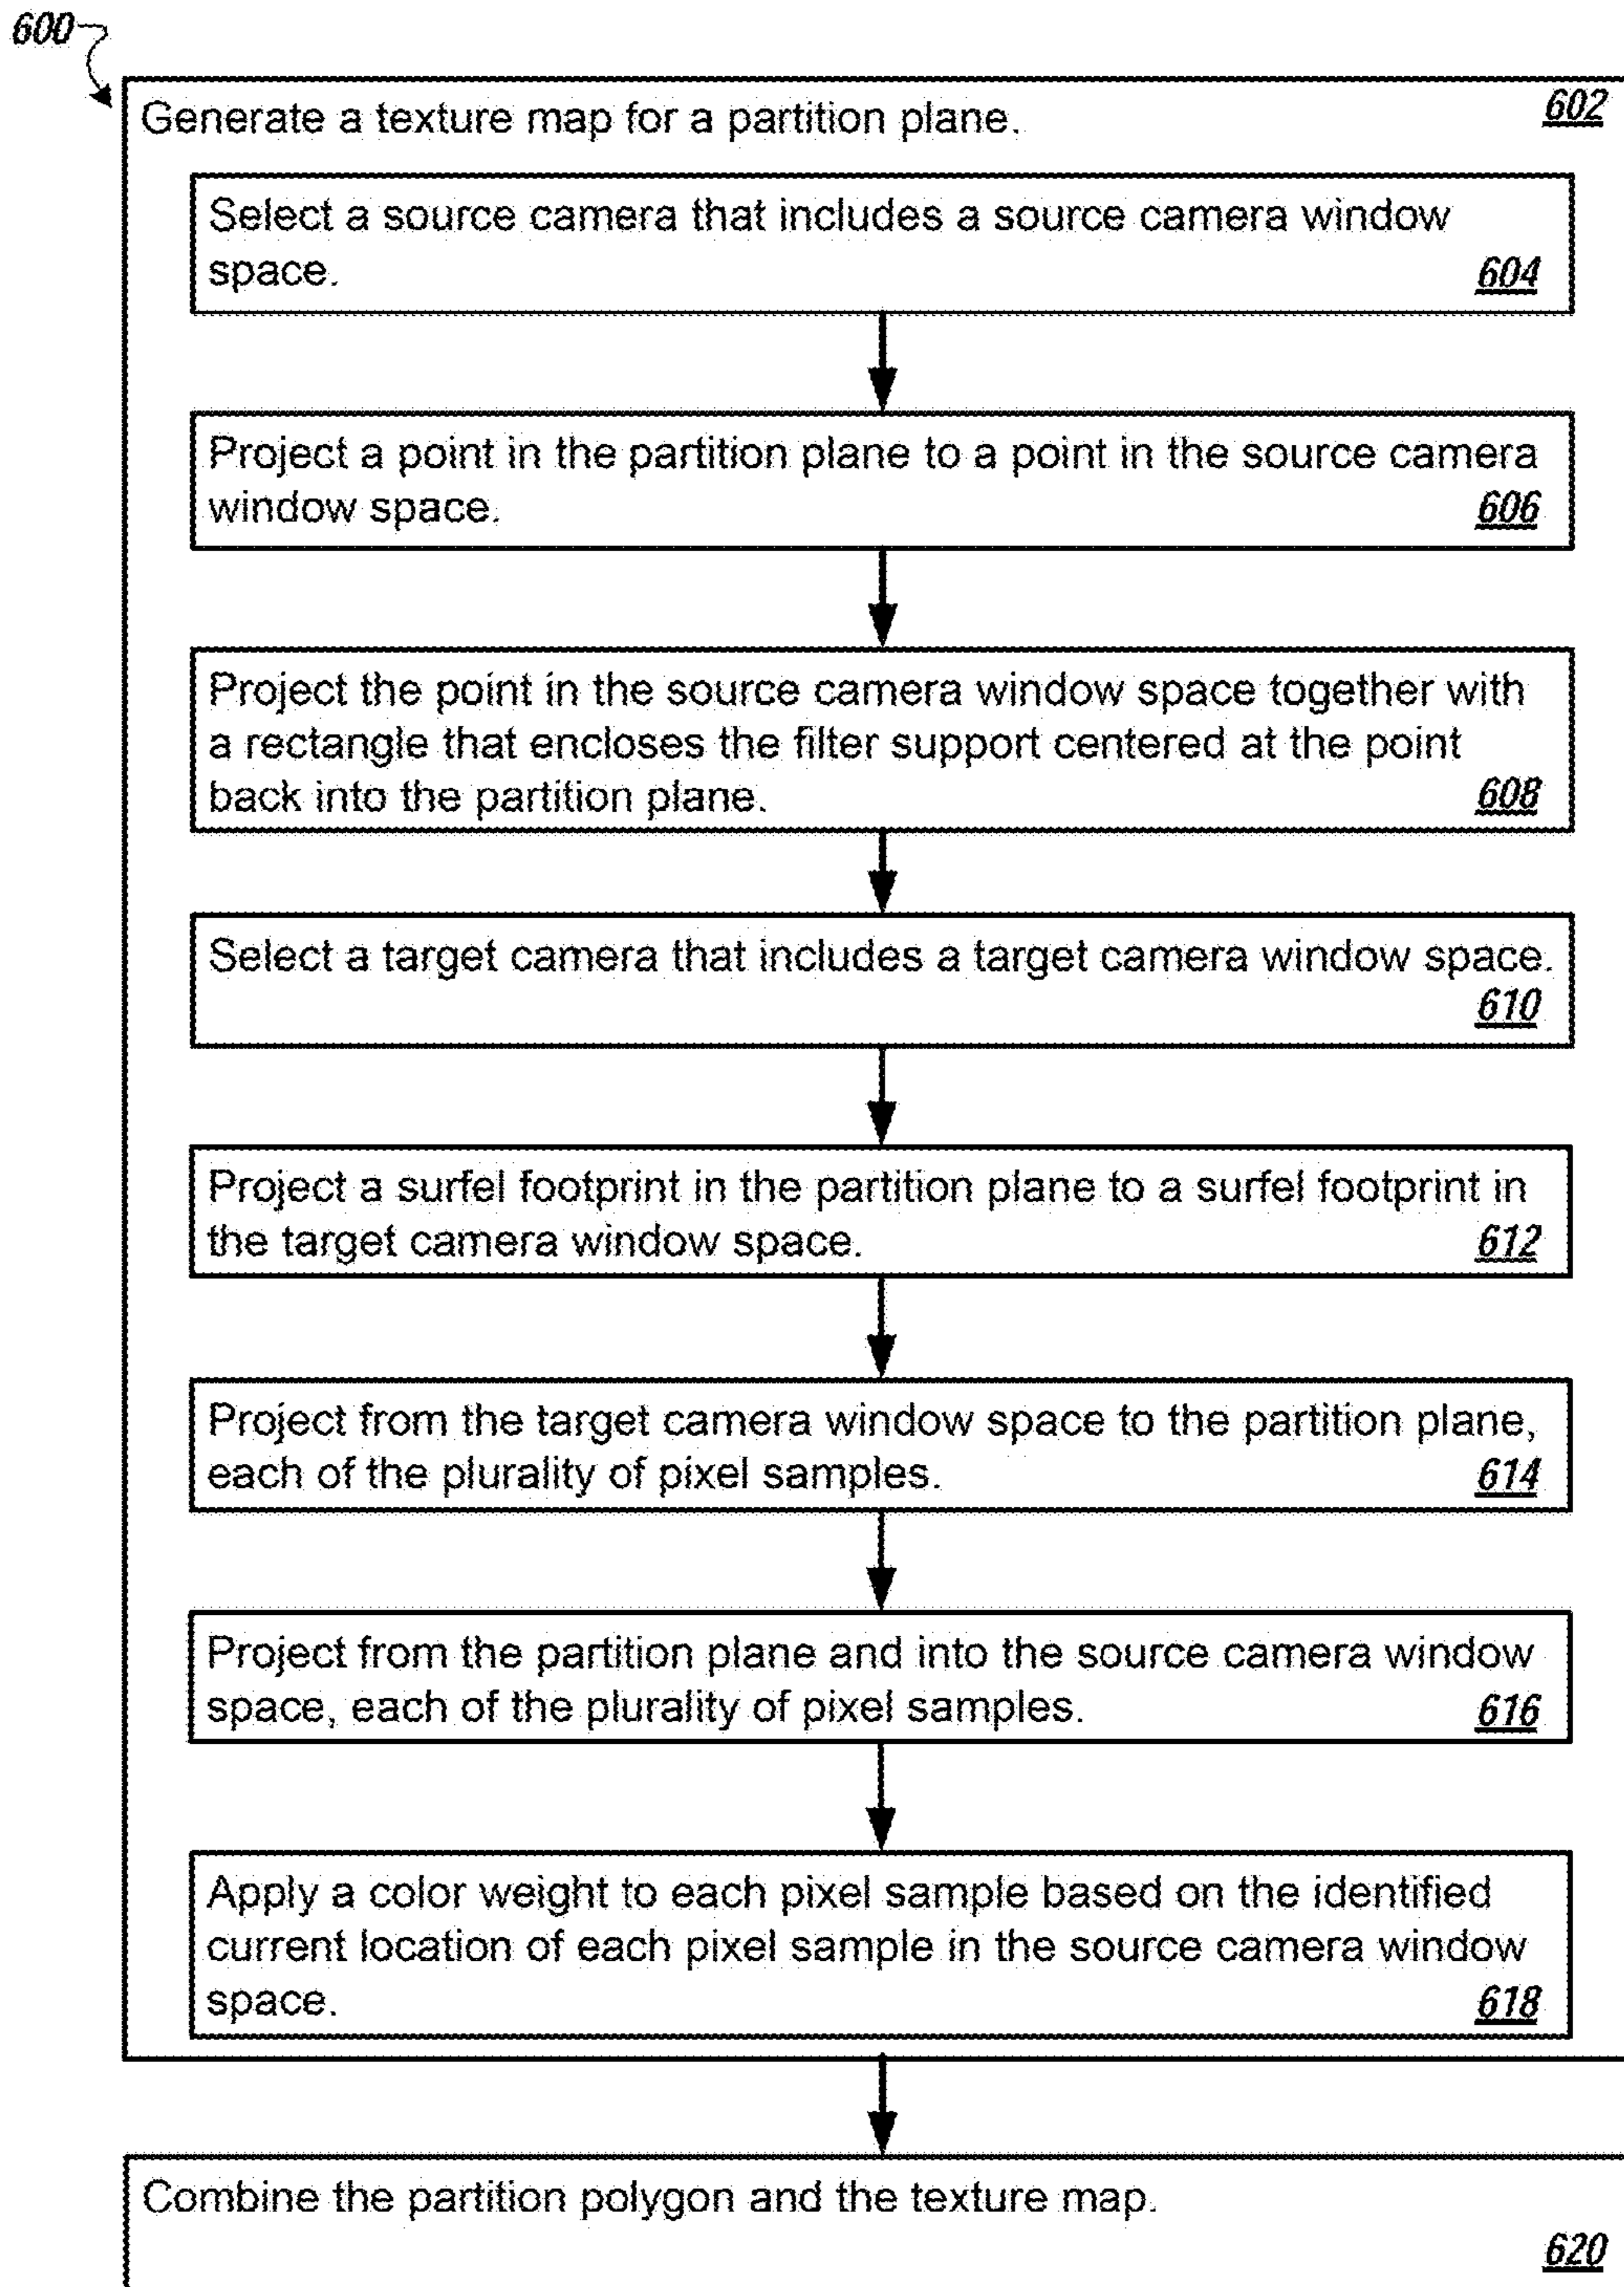 600
Generate a texture map for a partition plane.
602
Select a source camera that includes a source camera window
space.
604
Project a point in the partition plane to a point in the source camera
window space.
606
Project the point in the source camera window space together with
a rectangle that encloses the filter support centered at the point
back into the partition plane.
608
Select a target camera that includes a target camera window space.
610
Project a surfel footprint in the partition plane to a surfel footprint in
the target camera window space.
612
Project from the target camera window space to the partition plane,
each of the plurality of pixel samples.
614
Project from the partition plane and into the source camera window
space, each of the plurality of pixel samples.
616
Apply a color weight to each pixel sample based on the identified
current location of each pixel sample in the source camera window
space.
618
Combine the partition polygon and the texture map.
620